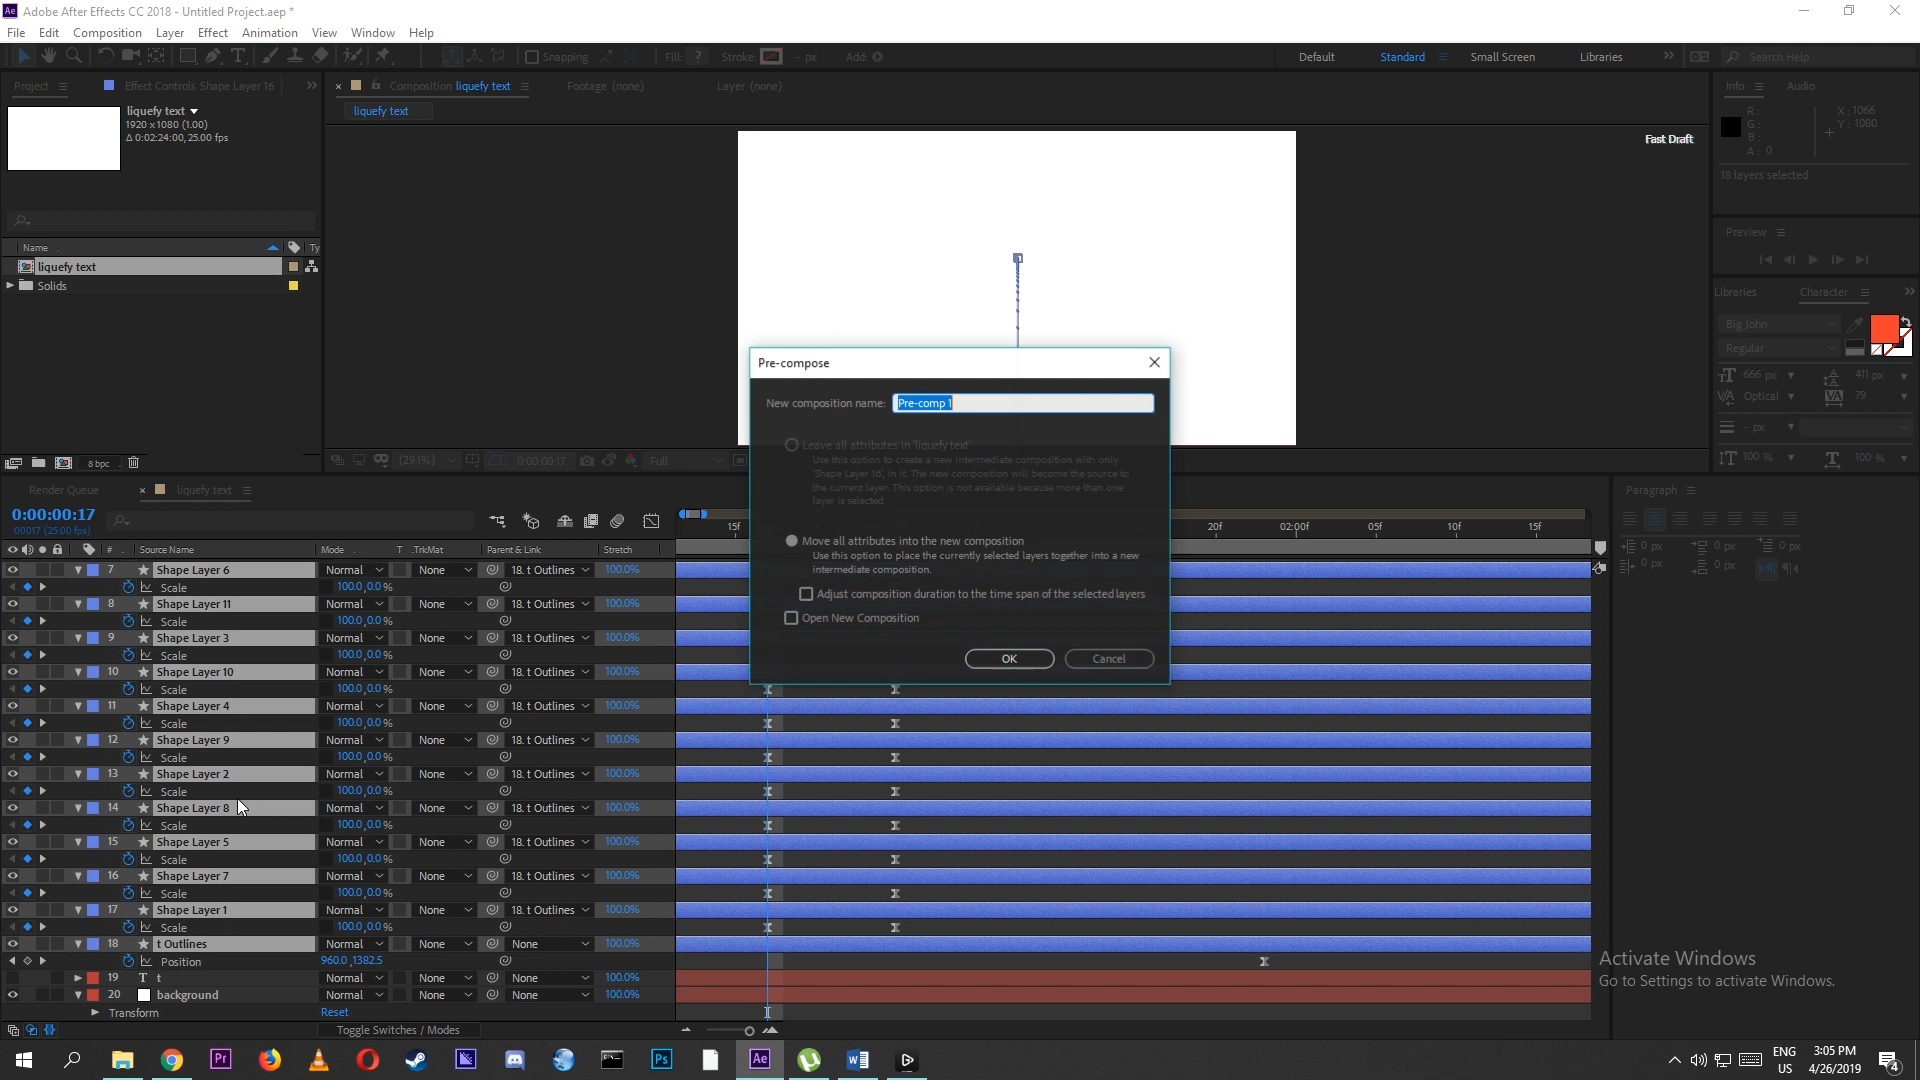 Adobe After Effects CC 2018 - Untitled Project.aep *
File Edit Composition Layer Effect Animation View Window Help
Snapping Fill: ? Stroke: - px Add: Default Standard Small Screen Libraries Search Help
Project Effect Controls Shape Layer 16 Composition liquefy text Footage (none) Layer (none) Info Audio
liquefy text
1920 x 1080 (1.00)
Δ 0:02:24:00, 25.00 fps
liquefy text
Fast Draft
R:
G:
B:
A: 0
X: 1066
Y: 1080
18 layers selected
Name Ty
liquefy text
Solids
Preview
Libraries Character
Big John
Regular
666 px 411 px
Optical 79
- px
100 % 100 %
8 bpc
(29.1%) 0:00:00:17 Full
Pre-compose
New composition name: Pre-comp 1
Leave all attributes in 'liquefy text'
Use this option to create a new intermediate composition with only
'Shape Layer 16' in it. The new composition will become the source to
the current layer. This option is not available because more than one
layer is selected.
Move all attributes into the new composition
Use this option to place the currently selected layers together into a new
intermediate composition.
Adjust composition duration to the time span of the selected layers
Open New Composition
OK Cancel
Render Queue liquefy text
0:00:00:17
00017 (25.00 fps)
15f 20f 02:00f 05f 10f 15f
# Source Name Mode T .TrkMat Parent & Link Stretch
7 Shape Layer 6 Normal None 18. t Outlines 100.0%
Scale 100.0 ,0.0 %
8 Shape Layer 11 Normal None 18. t Outlines 100.0%
Scale 100.0 ,0.0 %
9 Shape Layer 3 Normal None 18. t Outlines 100.0%
Scale 100.0 ,0.0 %
10 Shape Layer 10 Normal None 18. t Outlines 100.0%
Scale 100.0 ,0.0 %
11 Shape Layer 4 Normal None 18. t Outlines 100.0%
Scale 100.0 ,0.0 %
12 Shape Layer 9 Normal None 18. t Outlines 100.0%
Scale 100.0 ,0.0 %
13 Shape Layer 2 Normal None 18. t Outlines 100.0%
Scale 100.0 ,0.0 %
14 Shape Layer 8 Normal None 18. t Outlines 100.0%
Scale 100.0 ,0.0 %
15 Shape Layer 5 Normal None 18. t Outlines 100.0%
Scale 100.0 ,0.0 %
16 Shape Layer 7 Normal None 18. t Outlines 100.0%
Scale 100.0 ,0.0 %
17 Shape Layer 1 Normal None 18. t Outlines 100.0%
Scale 100.0 ,0.0 %
18 t Outlines Normal None None 100.0%
Position 960.0 ,1382.5
19 T t Normal None None 100.0%
20 background Normal None None 100.0%
Transform Reset
Toggle Switches / Modes
Paragraph
0 px 0 px 0 px
0 px 0 px
Activate Windows
Go to Settings to activate Windows.
Pr Ps Ae
ENG
US
3:05 PM
4/26/2019
4